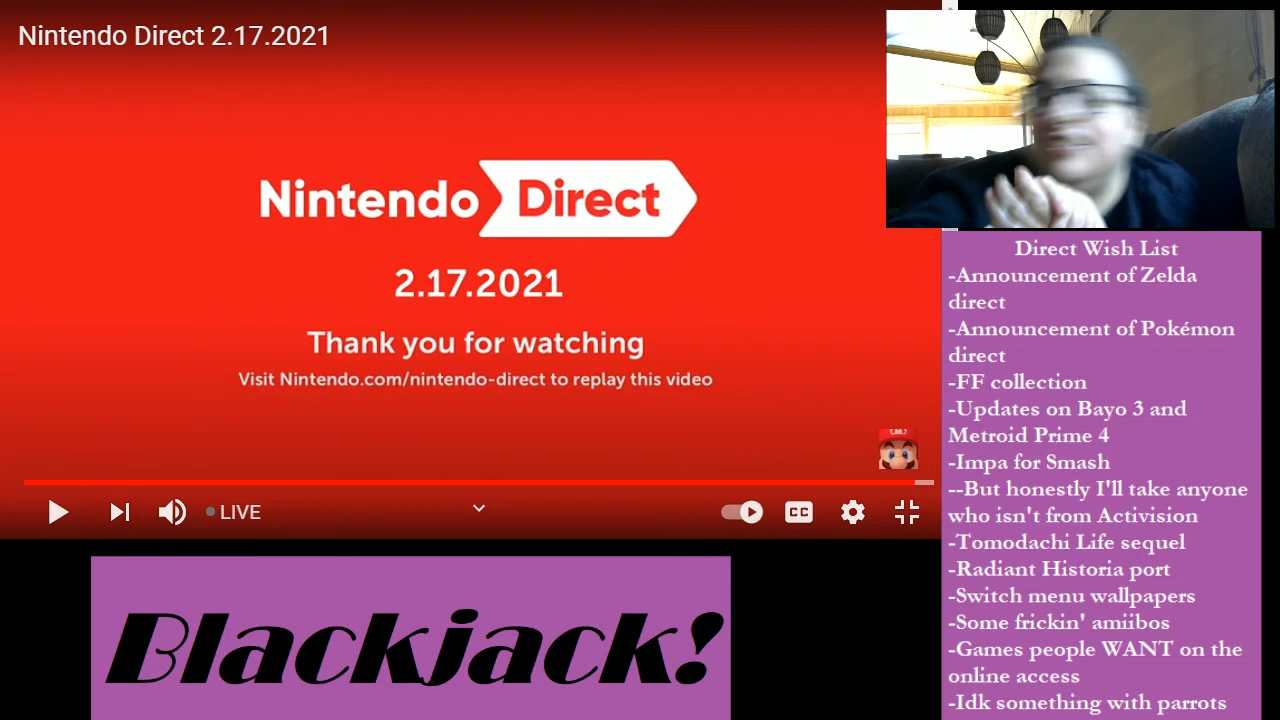 Nintendo Direct 2.17.2021
Nintendo Direct
2.17.2021
Thank you for watching
Visit Nintendo.com/nintendo-direct to replay this video
LIVE
CC
Blackjack!
Direct Wish List
-Announcement of Zelda
direct
-Announcement of Pokémon
direct
-FF collection
-Updates on Bayo 3 and
Metroid Prime 4
-Impa for Smash
--But honestly I'll take anyone
who isn't from Activision
-Tomodachi Life sequel
-Radiant Historia port
-Switch menu wallpapers
-Some frickin' amiibos
-Games people WANT on the
online access
-Idk something with parrots